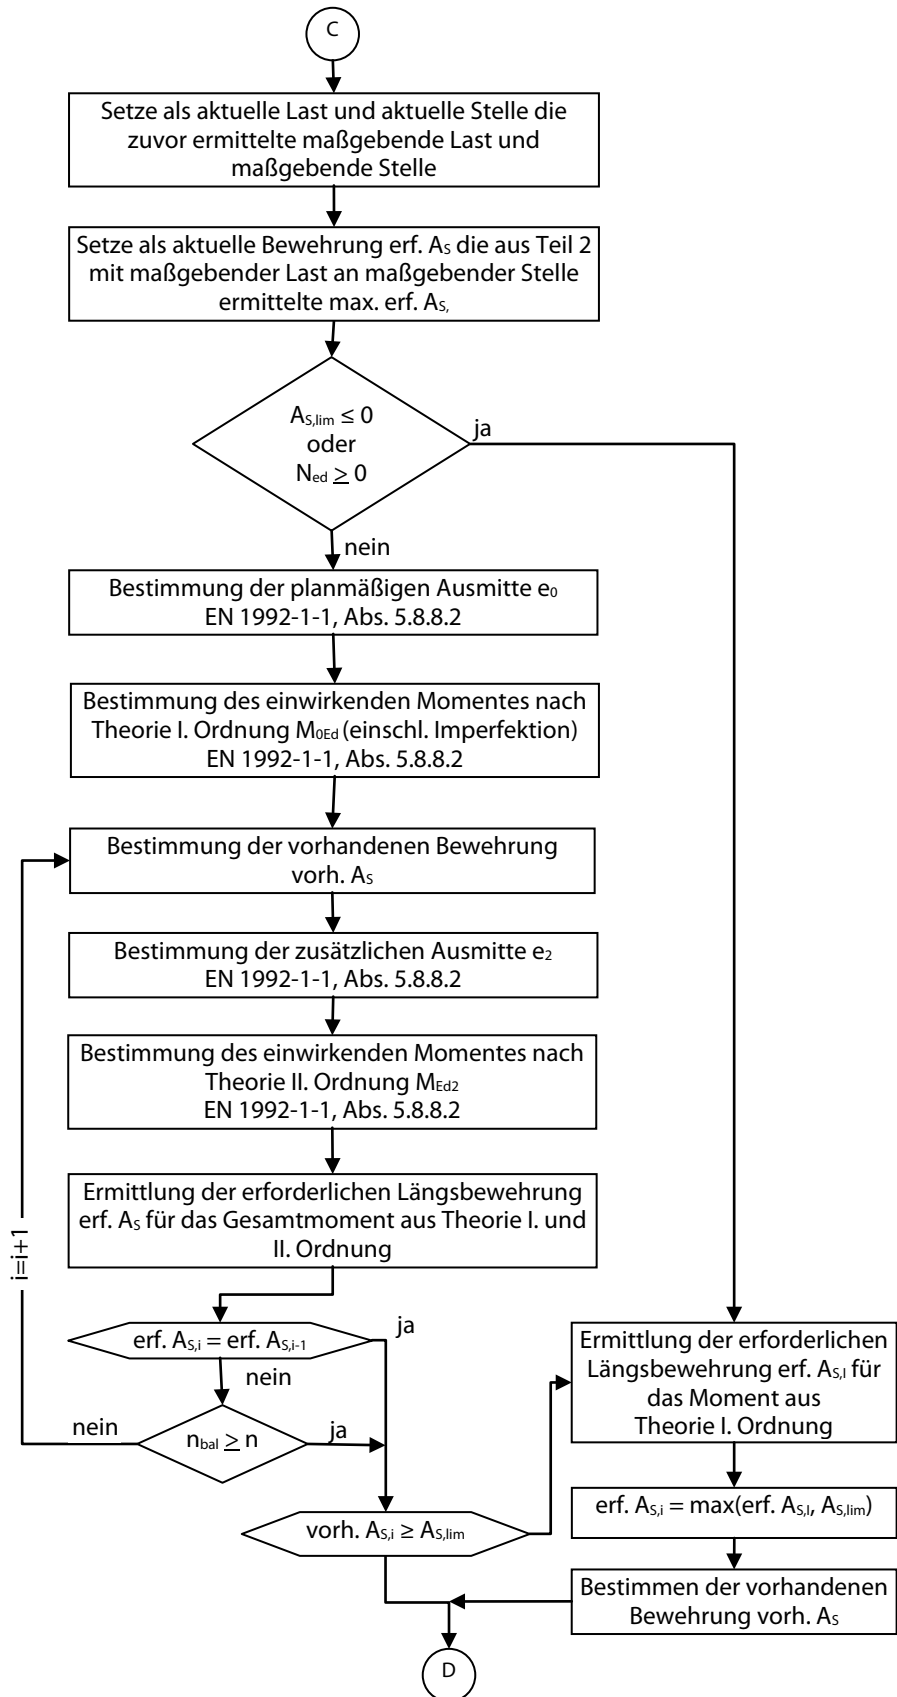 C
Setze als aktuelle Last und aktuelle Stelle die
zuvor ermittelte maßgebende Last und
maßgebende Stelle
Setze als aktuelle Bewehrung erf. AS die aus Teil 2
mit maßgebender Last an maßgebender Stelle
ermittelte max. erf. AS,
AS,lim ≤ 0
oder
Ned ≥ 0
ja
nein
Bestimmung der planmäßigen Ausmitte e0
EN 1992-1-1, Abs. 5.8.8.2
Bestimmung des einwirkenden Momentes nach
Theorie I. Ordnung M0Ed (einschl. Imperfektion)
EN 1992-1-1, Abs. 5.8.8.2
Bestimmung der vorhandenen Bewehrung
vorh. AS
Bestimmung der zusätzlichen Ausmitte e2
EN 1992-1-1, Abs. 5.8.8.2
Bestimmung des einwirkenden Momentes nach
Theorie II. Ordnung MEd2
EN 1992-1-1, Abs. 5.8.8.2
Ermittlung der erforderlichen Längsbewehrung
erf. AS für das Gesamtmoment aus Theorie I. und
II. Ordnung
i=i+1
erf. AS,i = erf. AS,i-1
ja
nein
nein
nbal ≥ n
ja
vorh. AS,i ≥ AS,lim
Ermittlung der erforderlichen
Längsbewehrung erf. AS,I für
das Moment aus
Theorie I. Ordnung
erf. AS,i = max(erf. AS,I, AS,lim)
Bestimmen der vorhandenen
Bewehrung vorh. AS
D